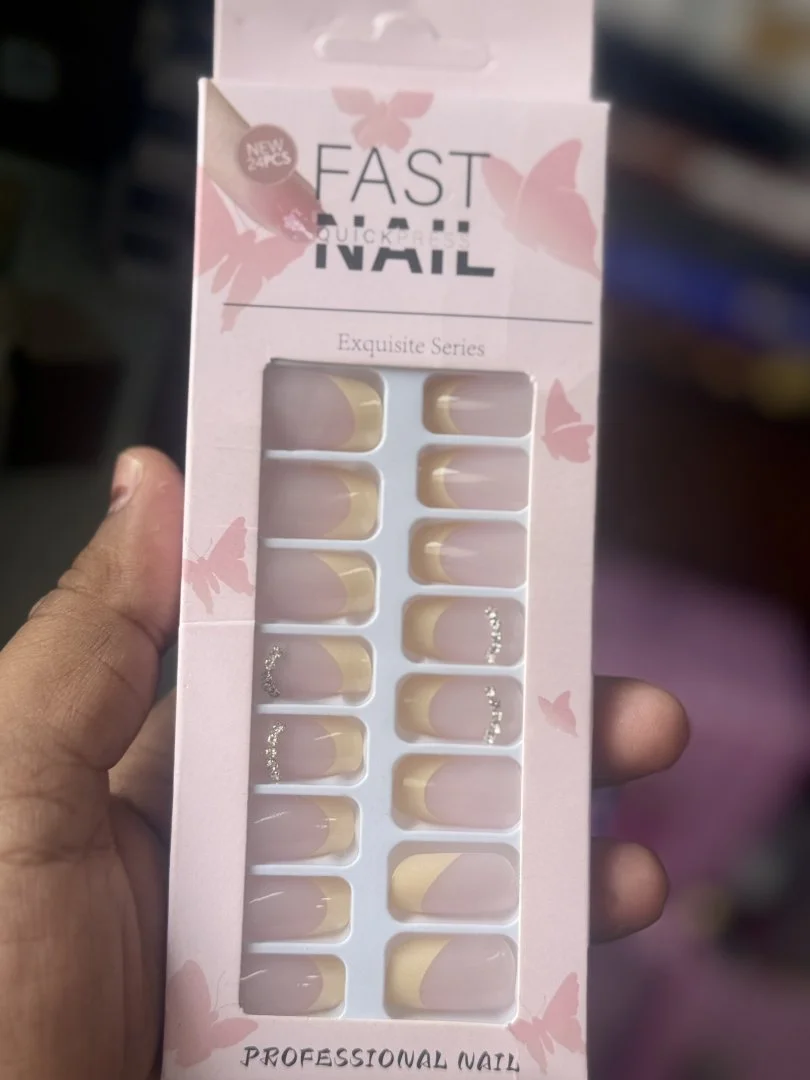 NEW
24PCS
FAST
QUICKPRESS
NAIL
Exquisite Series
PROFESSIONAL NAIL